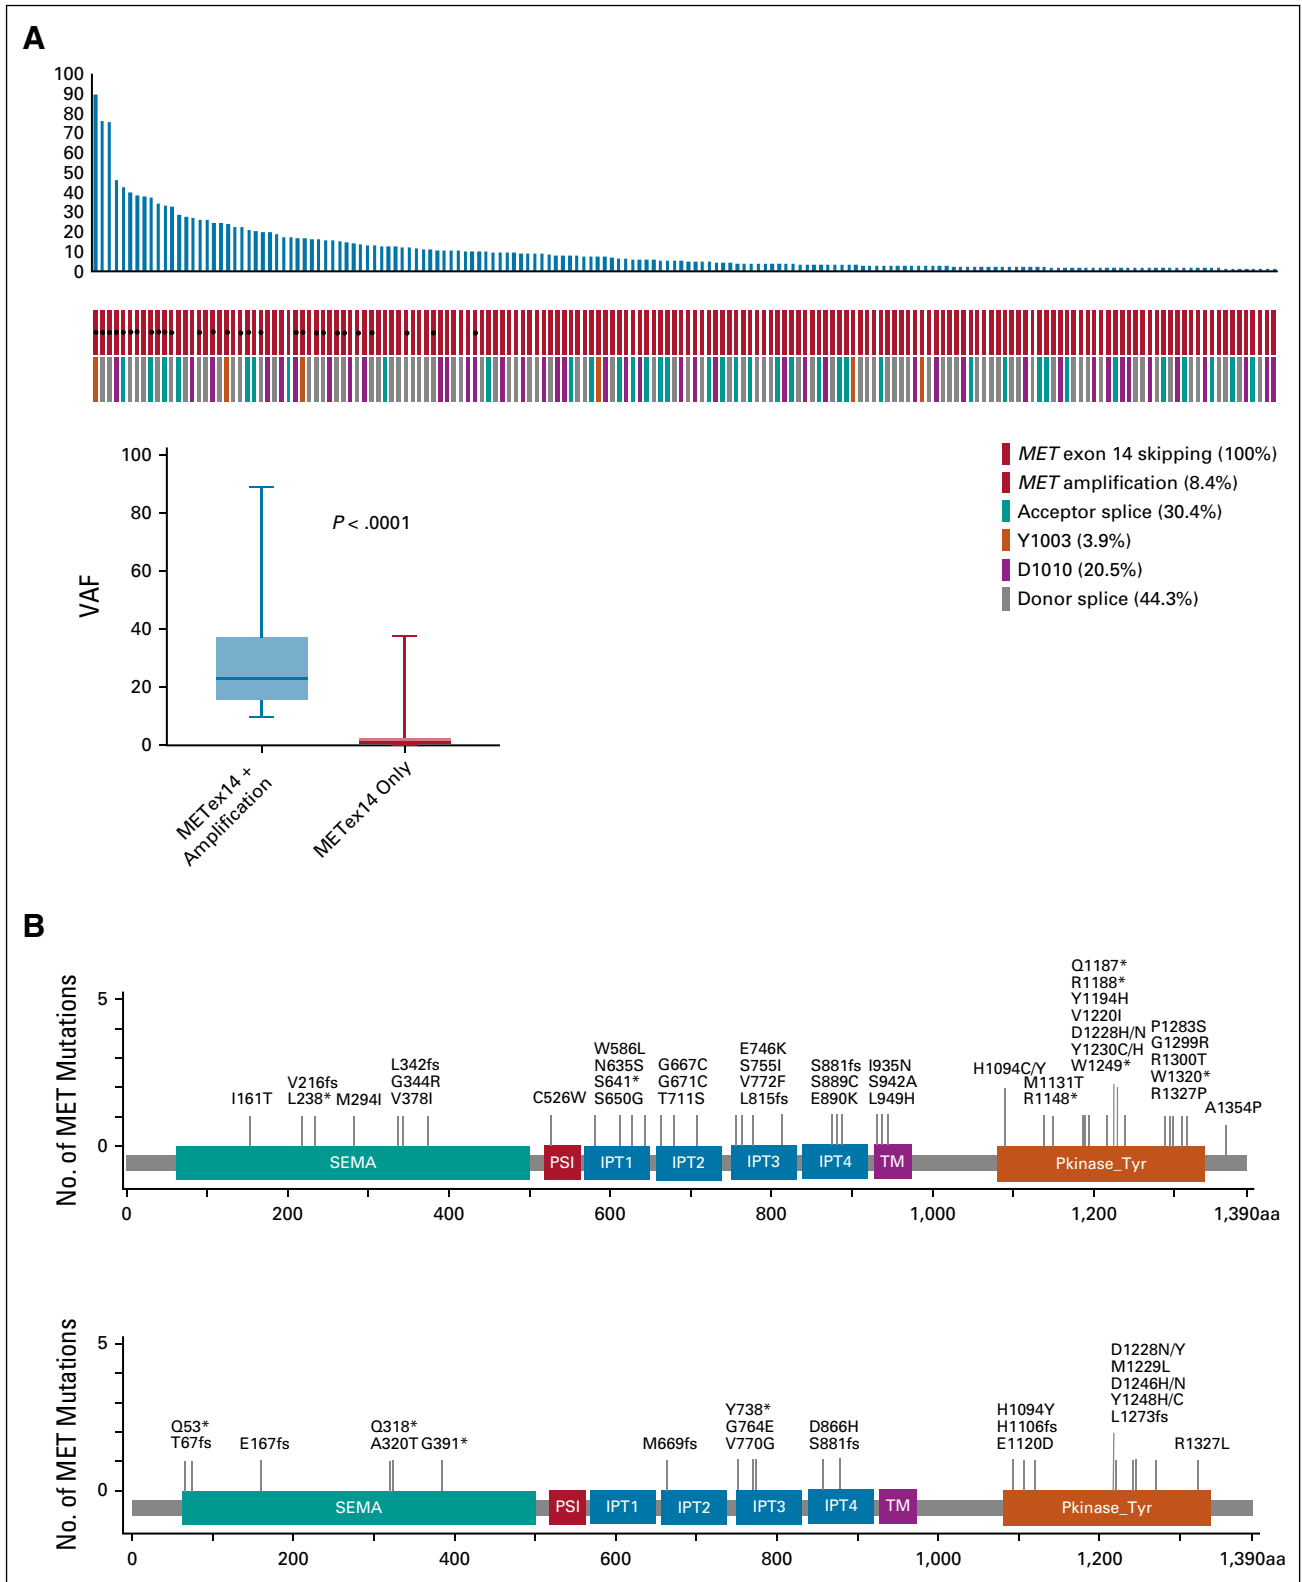 A
100
90
80
70
60
50
40
30
20
10
0
MET exon 14 skipping (100%)
MET amplification (8.4%)
Acceptor splice (30.4%)
Y1003 (3.9%)
D1010 (20.5%)
Donor splice (44.3%)
VAF
100
80
60
40
20
0
P < .0001
METex14 +
Amplification
METex14 Only
B
No. of MET Mutations
5
0
I161T
V216fs
L238*
M294I
L342fs
G344R
V378I
C526W
W586L
N635S
S641*
S650G
G667C
G671C
T711S
E746K
S755I
V772F
L815fs
S881fs
S889C
E890K
I935N
S942A
L949H
H1094C/Y
M1131T
R1148*
Q1187*
R1188*
Y1194H
V1220I
D1228H/N
Y1230C/H
W1249*
P1283S
G1299R
R1300T
W1320*
R1327P
A1354P
SEMA
PSI
IPT1
IPT2
IPT3
IPT4
TM
Pkinase_Tyr
0
200
400
600
800
1,000
1,200
1,390aa
No. of MET Mutations
5
0
Q53*
T67fs
E167fs
Q318*
A320T
G391*
M669fs
Y738*
G764E
V770G
D866H
S881fs
H1094Y
H1106fs
E1120D
D1228N/Y
M1229L
D1246H/N
Y1248H/C
L1273fs
R1327L
SEMA
PSI
IPT1
IPT2
IPT3
IPT4
TM
Pkinase_Tyr
0
200
400
600
800
1,000
1,200
1,390aa